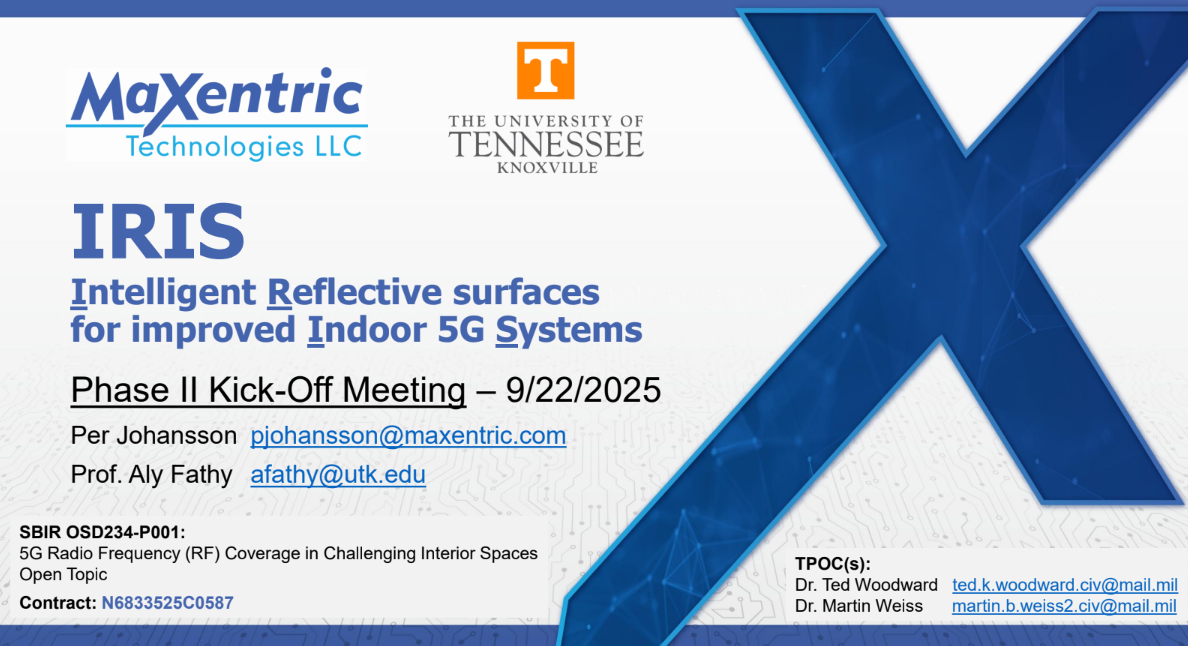 MaXentric
Technologies LLC
T
THE UNIVERSITY OF
TENNESSEE
KNOXVILLE
IRIS
Intelligent Reflective surfaces
for improved Indoor 5G Systems
Phase II Kick-Off Meeting – 9/22/2025
Per Johansson pjohansson@maxentric.com
Prof. Aly Fathy afathy@utk.edu
SBIR OSD234-P001:
5G Radio Frequency (RF) Coverage in Challenging Interior Spaces
Open Topic
Contract: N6833525C0587
TPOC(s):
Dr. Ted Woodward ted.k.woodward.civ@mail.mil
Dr. Martin Weiss martin.b.weiss2.civ@mail.mil